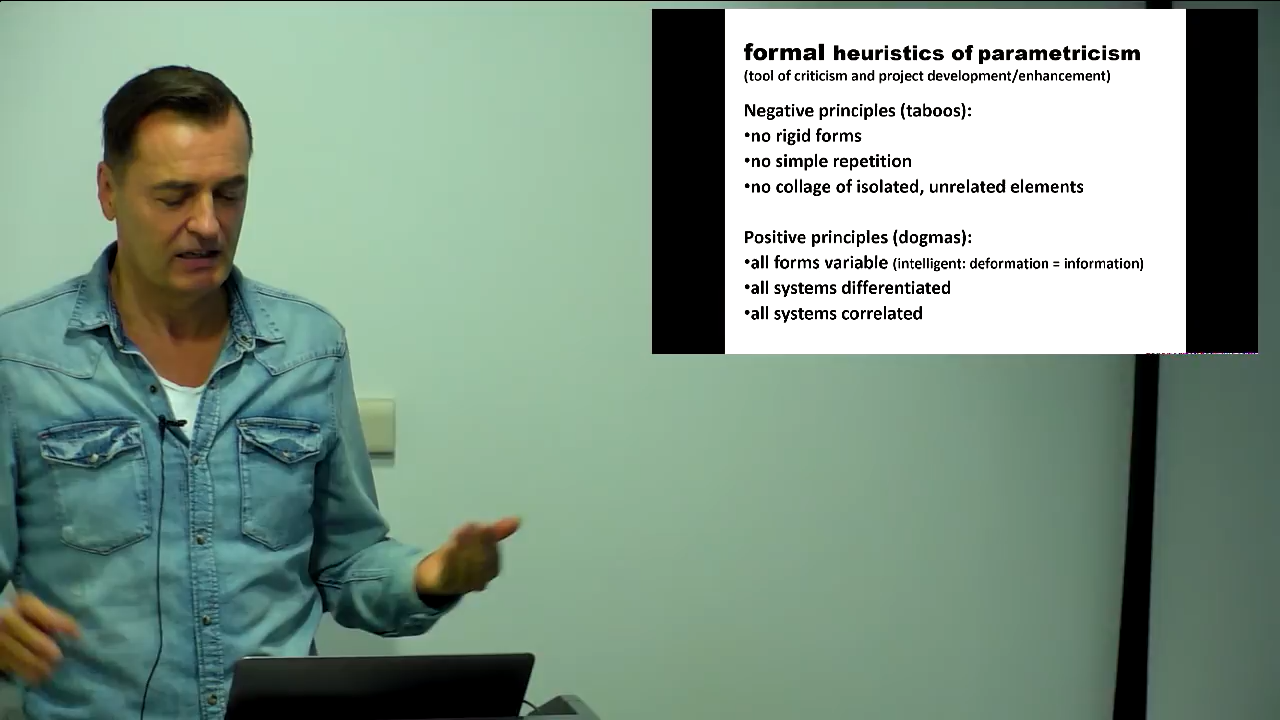 formal heuristics of parametricism
(tool of criticism and project development/enhancement)
Negative principles (taboos):
•no rigid forms
•no simple repetition
•no collage of isolated, unrelated elements
Positive principles (dogmas):
•all forms variable (intelligent: deformation = information)
•all systems differentiated
•all systems correlated